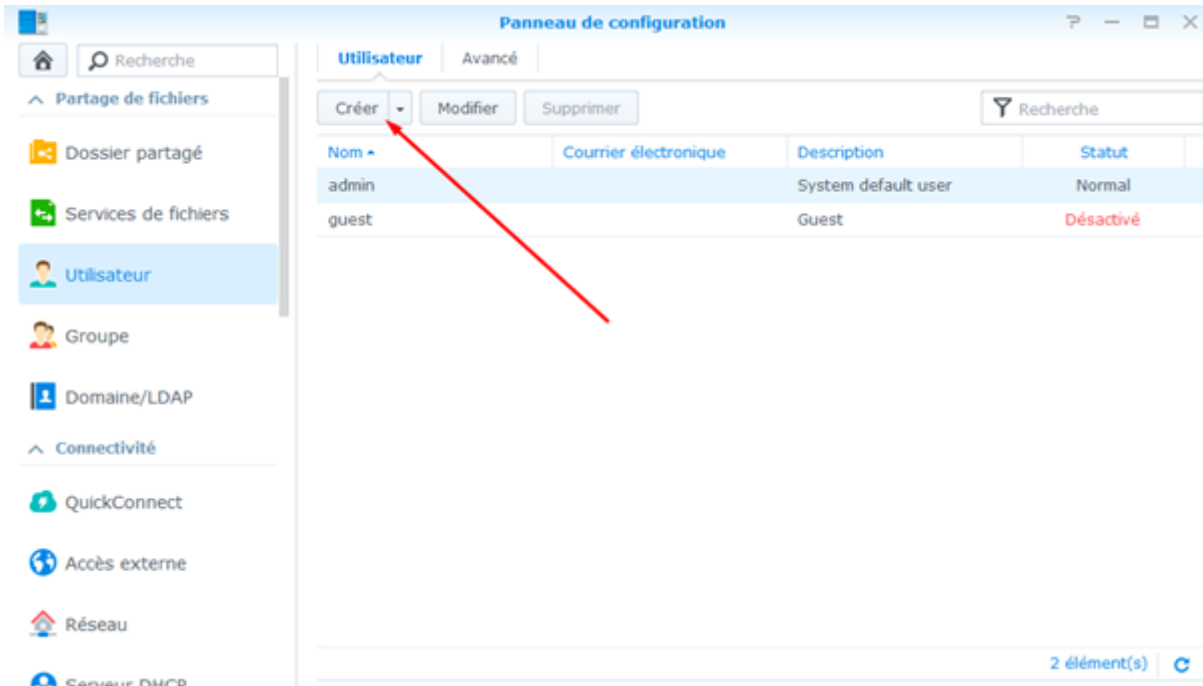 Panneau de configuration
Recherche
Utilisateur Avancé
Partage de fichiers
Créer Modifier Supprimer Recherche
Dossier partagé
Nom Courrier électronique Description Statut
admin System default user Normal
Services de fichiers
guest Guest Désactivé
Utilisateur
Groupe
Domaine/LDAP
Connectivité
QuickConnect
Accès externe
Réseau
2 élément(s)
Serveur DHCP